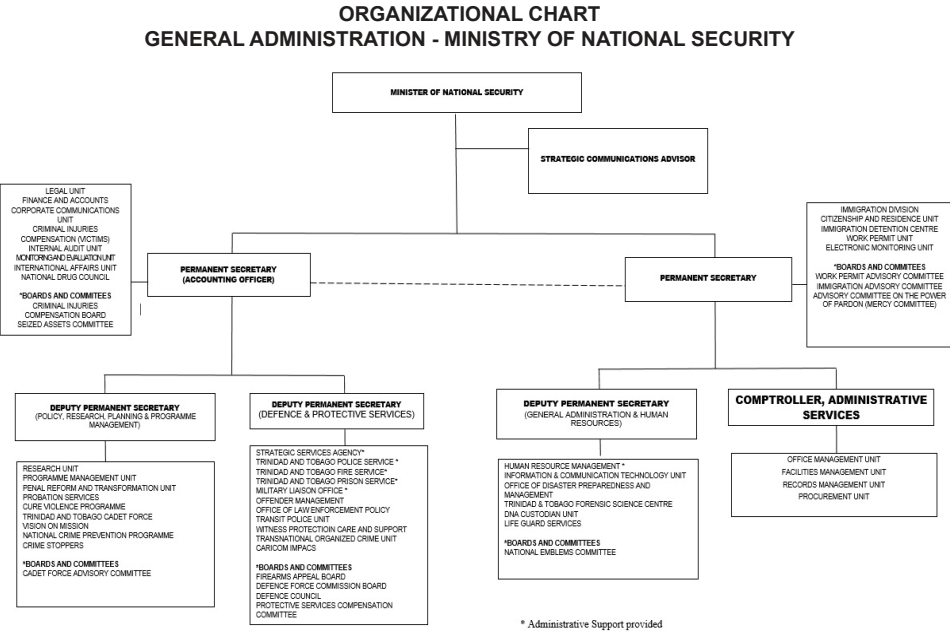 ORGANIZATIONAL CHART
GENERAL ADMINISTRATION - MINISTRY OF NATIONAL SECURITY
MINISTER OF NATIONAL SECURITY
STRATEGIC COMMUNICATIONS ADVISOR
LEGAL UNIT
FINANCE AND ACCOUNTS
CORPORATE COMMUNICATIONS
UNIT
CRIMINAL INJURIES
COMPENSATION (VICTIMS)
INTERNAL AUDIT UNIT
MONITORING AND EVALUATION UNIT
INTERNATIONAL AFFAIRS UNIT
NATIONAL DRUG COUNCIL
*BOARDS AND COMMITEES
CRIMINAL INJURIES
COMPENSATION BOARD
SEIZED ASSETS COMMITTEE
PERMANENT SECRETARY
(ACCOUNTING OFFICER)
PERMANENT SECRETARY
IMMIGRATION DIVISION
CITIZENSHIP AND RESIDENCE UNIT
IMMIGRATION DETENTION CENTRE
WORK PERMIT UNIT
ELECTRONIC MONITORING UNIT
*BOARDS AND COMMITEES
WORK PERMIT ADVISORY COMMITTEE
IMMIGRATION ADVISORY COMMITTEE
ADVISORY COMMITTEE ON THE POWER
OF PARDON (MERCY COMMITTEE)
DEPUTY PERMANENT SECRETARY
(POLICY, RESEARCH, PLANNING & PROGRAMME
MANAGEMENT)
RESEARCH UNIT
PROGRAMME MANAGEMENT UNIT
PENAL REFORM AND TRANSFORMATION UNIT
PROBATION SERVICES
CURE VIOLENCE PROGRAMME
TRINIDAD AND TOBAGO CADET FORCE
VISION ON MISSION
NATIONAL CRIME PREVENTION PROGRAMME
CRIME STOPPERS
*BOARDS AND COMMITTEES
CADET FORCE ADVISORY COMMITTEE
DEPUTY PERMANENT SECRETARY
(DEFENCE & PROTECTIVE SERVICES)
STRATEGIC SERVICES AGENCY*
TRINIDAD AND TOBAGO POLICE SERVICE *
TRINIDAD AND TOBAGO FIRE SERVICE*
TRINIDAD AND TOBAGO PRISON SERVICE*
MILITARY LIAISON OFFICE *
OFFENDER MANAGEMENT
OFFICE OF LAW ENFORCEMENT POLICY
TRANSIT POLICE UNIT
WITNESS PROTECTIOIN CARE AND SUPPORT
TRANSNATIONAL ORGANIZED CRIME UNIT
CARICOM IMPACS
*BOARDS AND COMMITTEES
FIREARMS APPEAL BOARD
DEFENCE FORCE COMMISSION BOARD
DEFENCE COUNCIL
PROTECTIVE SERVICES COMPENSATION
COMMITTEE
DEPUTY PERMANENT SECRETARY
(GENERAL ADMINISTRATION & HUMAN
RESOURCES)
HUMAN RESOURCE MANAGEMENT *
INFORMATION & COMMUNICATION TECHNOLOGY UNIT
OFFICE OF DISASTER PREPAREDNESS AND
MANAGEMENT
TRINIDAD & TOBAGO FORENSIC SCIENCE CENTRE
DNA CUSTODIAN UNIT
LIFE GUARD SERVICES
*BOARDS AND COMMITTEES
NATIONAL EMBLEMS COMMITTEE
COMPTROLLER, ADMINISTRATIVE
SERVICES
OFFICE MANAGEMENT UNIT
FACILITIES MANAGEMENT UNIT
RECORDS MANAGEMENT UNIT
PROCUREMENT UNIT
* Administrative Support provided